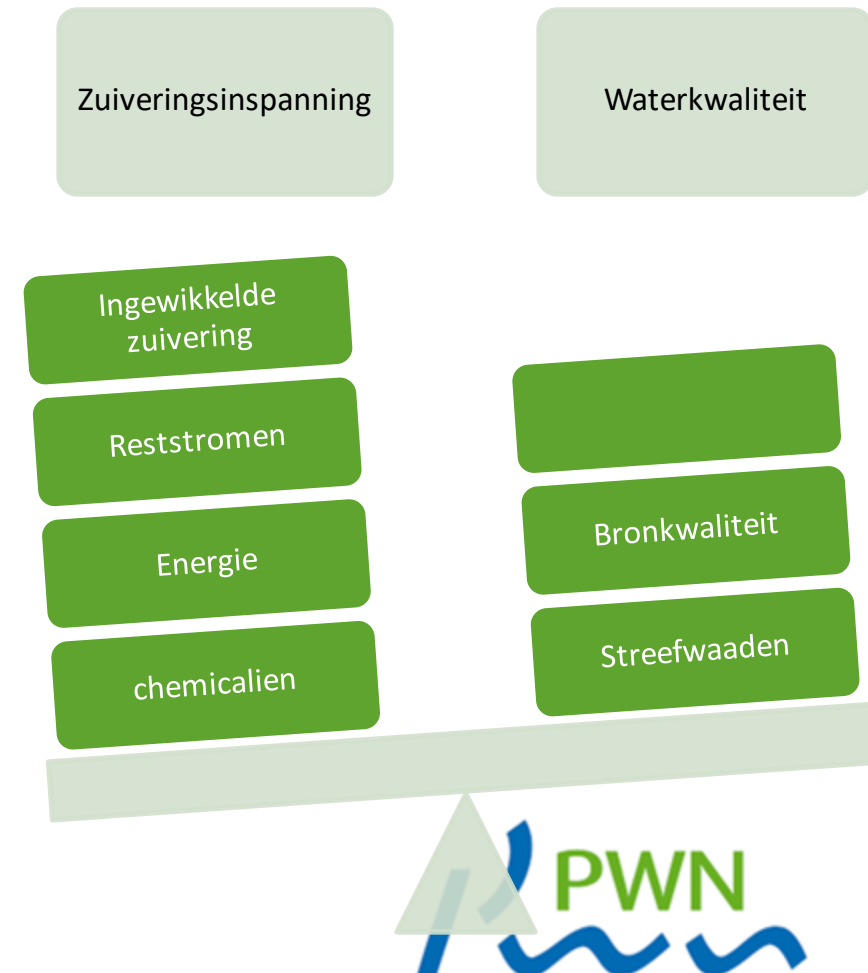 Zuiveringsinspanning
Waterkwaliteit
Ingewikkelde
zuivering
Reststromen
Energie
chemicalien
Bronkwaliteit
Streefwaaden
PWN